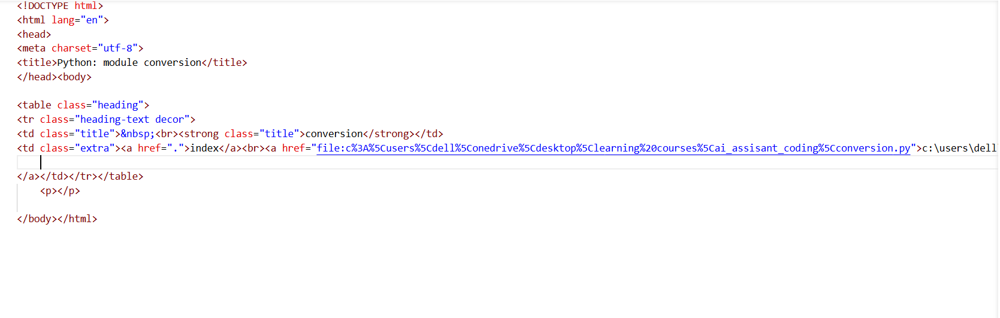 <!DOCTYPE html>
<html lang="en">
<head>
<meta charset="utf-8">
<title>Python: module conversion</title>
</head><body>
<table class="heading">
<tr class="heading-text decor">
<td class="title">&nbsp;<br><strong class="title">conversion</strong></td>
<td class="extra"><a href=".">index</a><br><a href="file:c%3A%5Cusers%5Cdell%5Conedrive%5Cdesktop%5Clearning%20courses%5Cai_assisant_coding%5Cconversion.py">c:\users\dell
</a></td></tr></table>
<p></p>
</body></html>